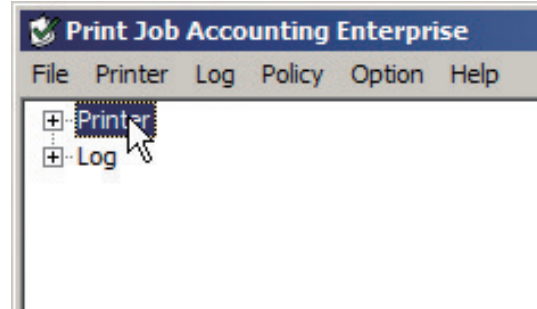 Print Job Accounting Enterprise
File Printer Log Policy Option Help
Printer
Log